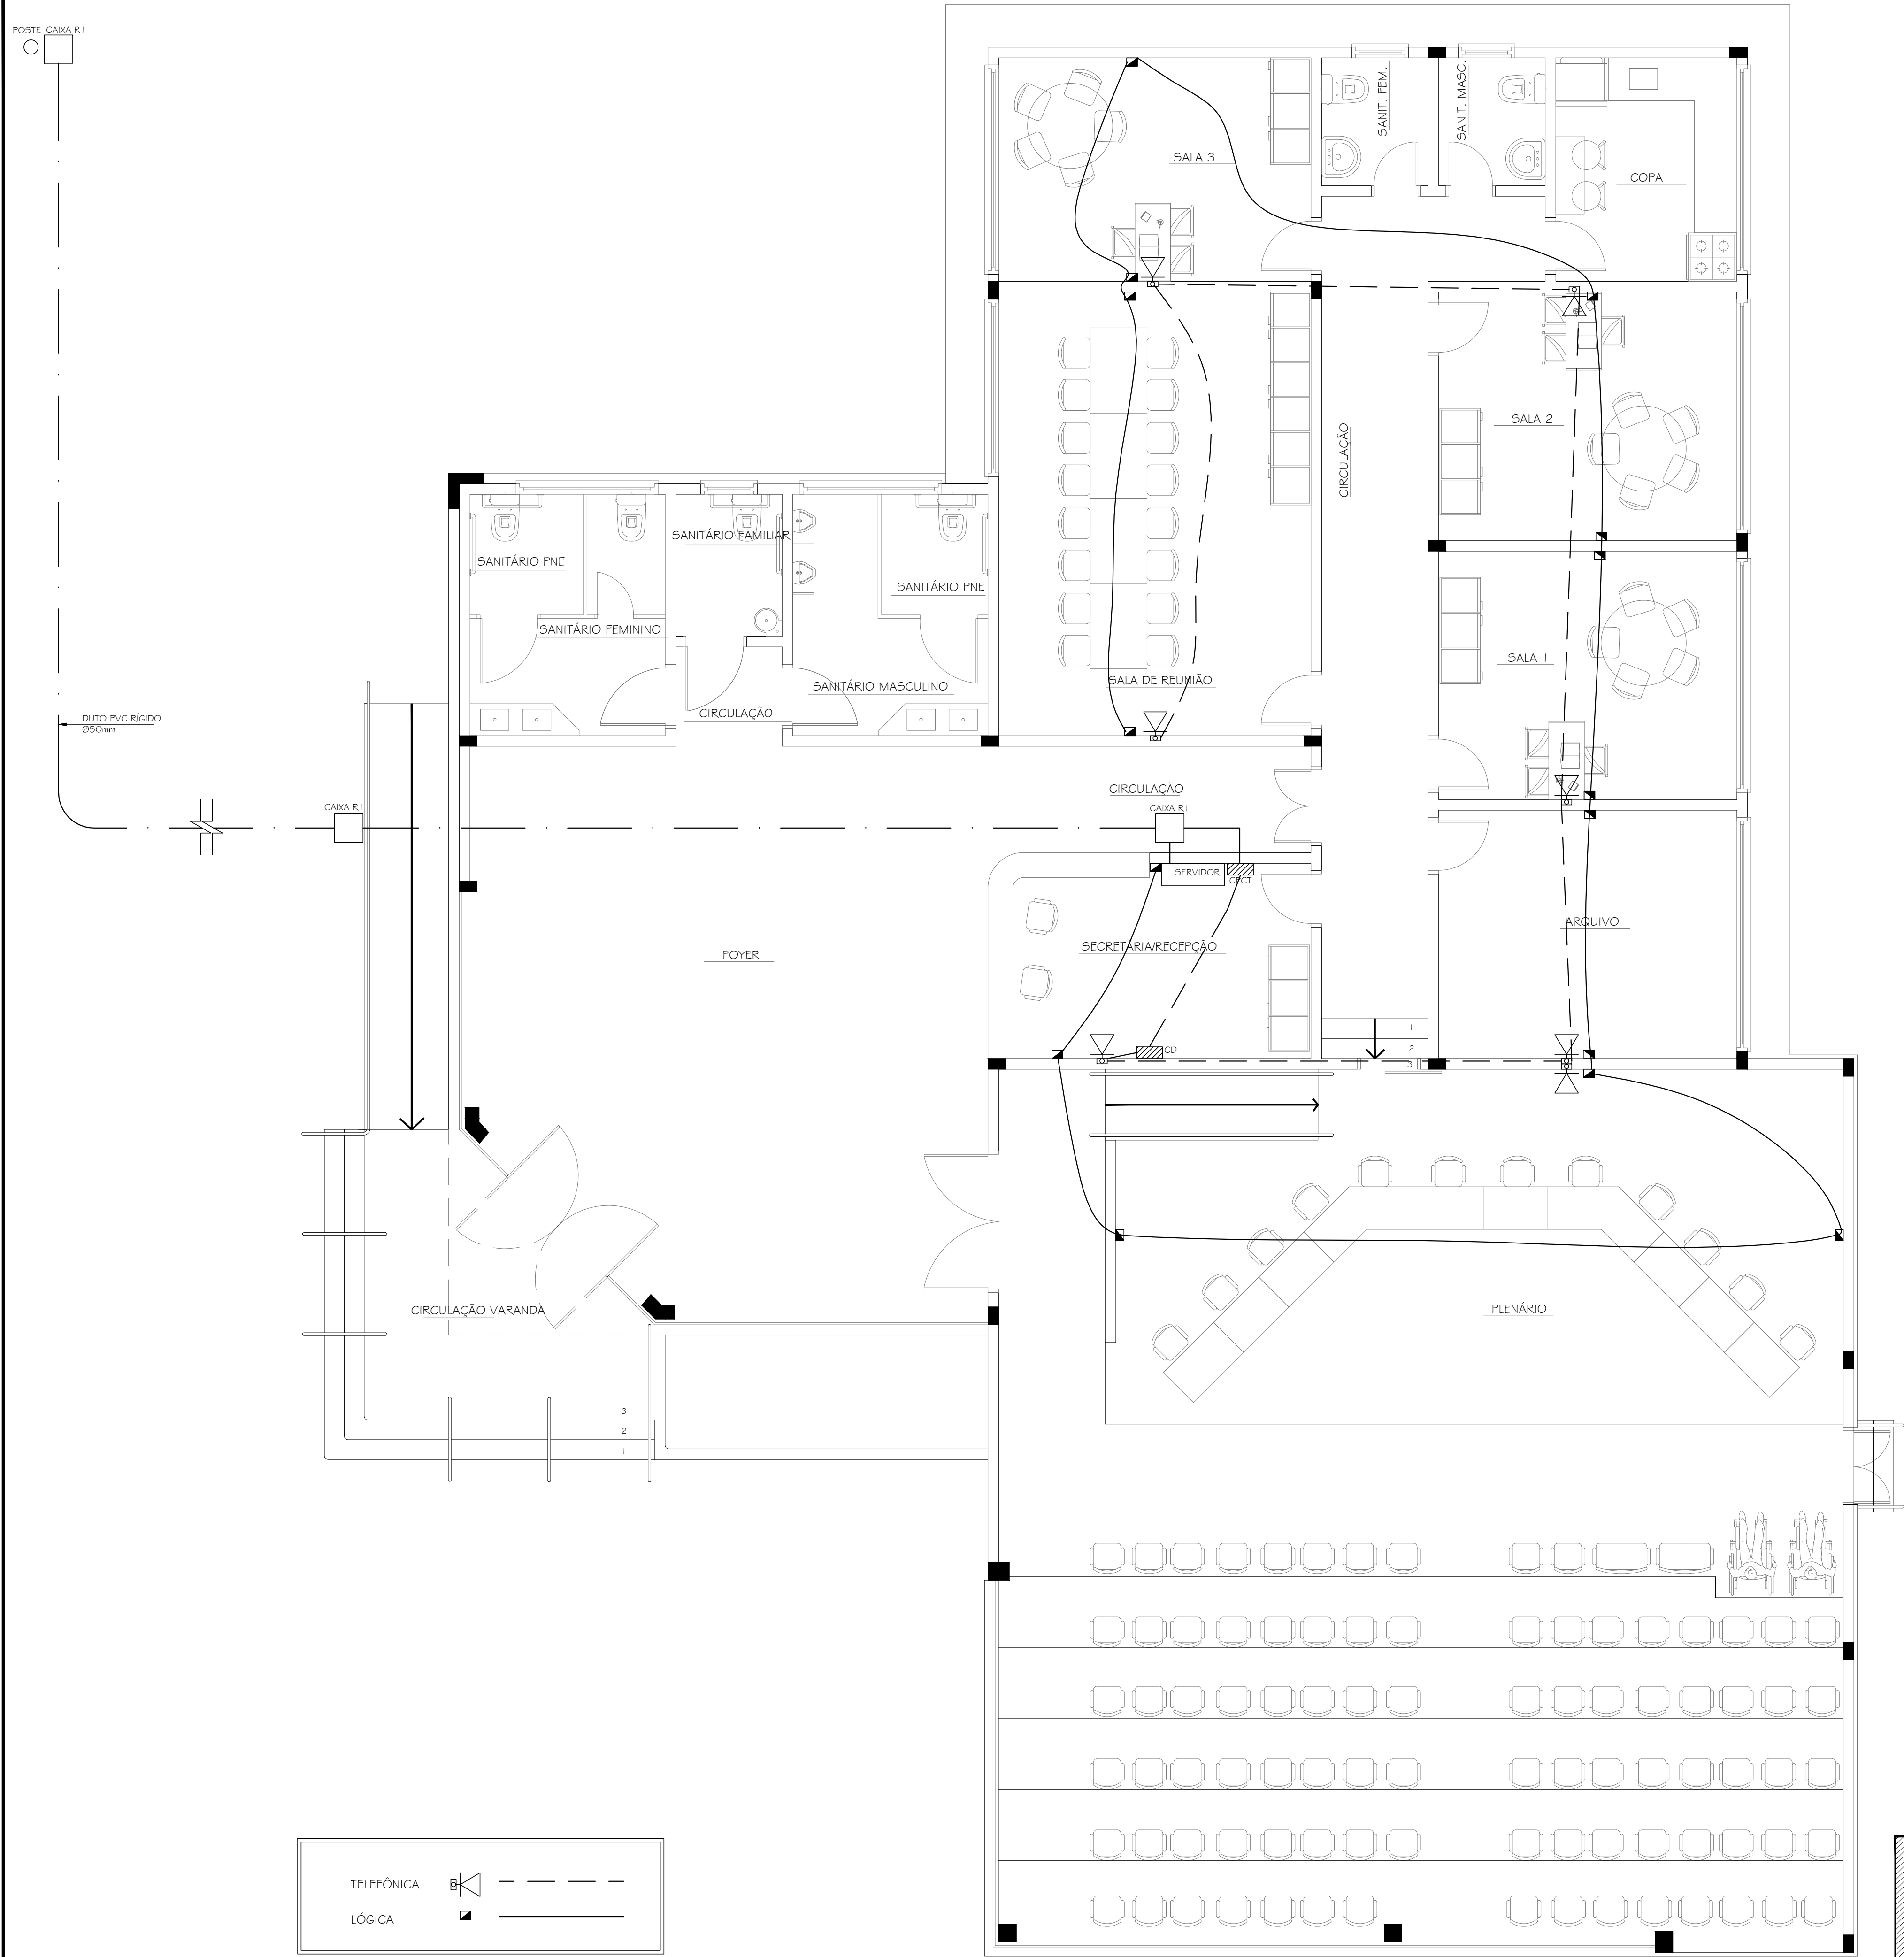 POSTE CAIXA R1
SANIT. FEM.
SANIT. MASC.
SALA 3
COPA
SALA 2
CIRCULAÇÃO
SANITÁRIO FAMILIAR
SANITÁRIO PNE
SANITÁRIO PNE
SANITÁRIO FEMININO
SALA 1
SALA DE REUNIÃO
SANITÁRIO MASCULINO
CIRCULAÇÃO
DUTO PVC RÍGIDO
Ø50mm
CIRCULAÇÃO
CAIXA R1
CAIXA R1
SERVIDOR
CPCT
ARQUIVO
SECRETARIA/RECEPÇÃO
FOYER
1
2
3
CD
PLENÁRIO
CIRCULAÇÃO VARANDA
3
2
1
TELEFÔNICA
LÓGICA